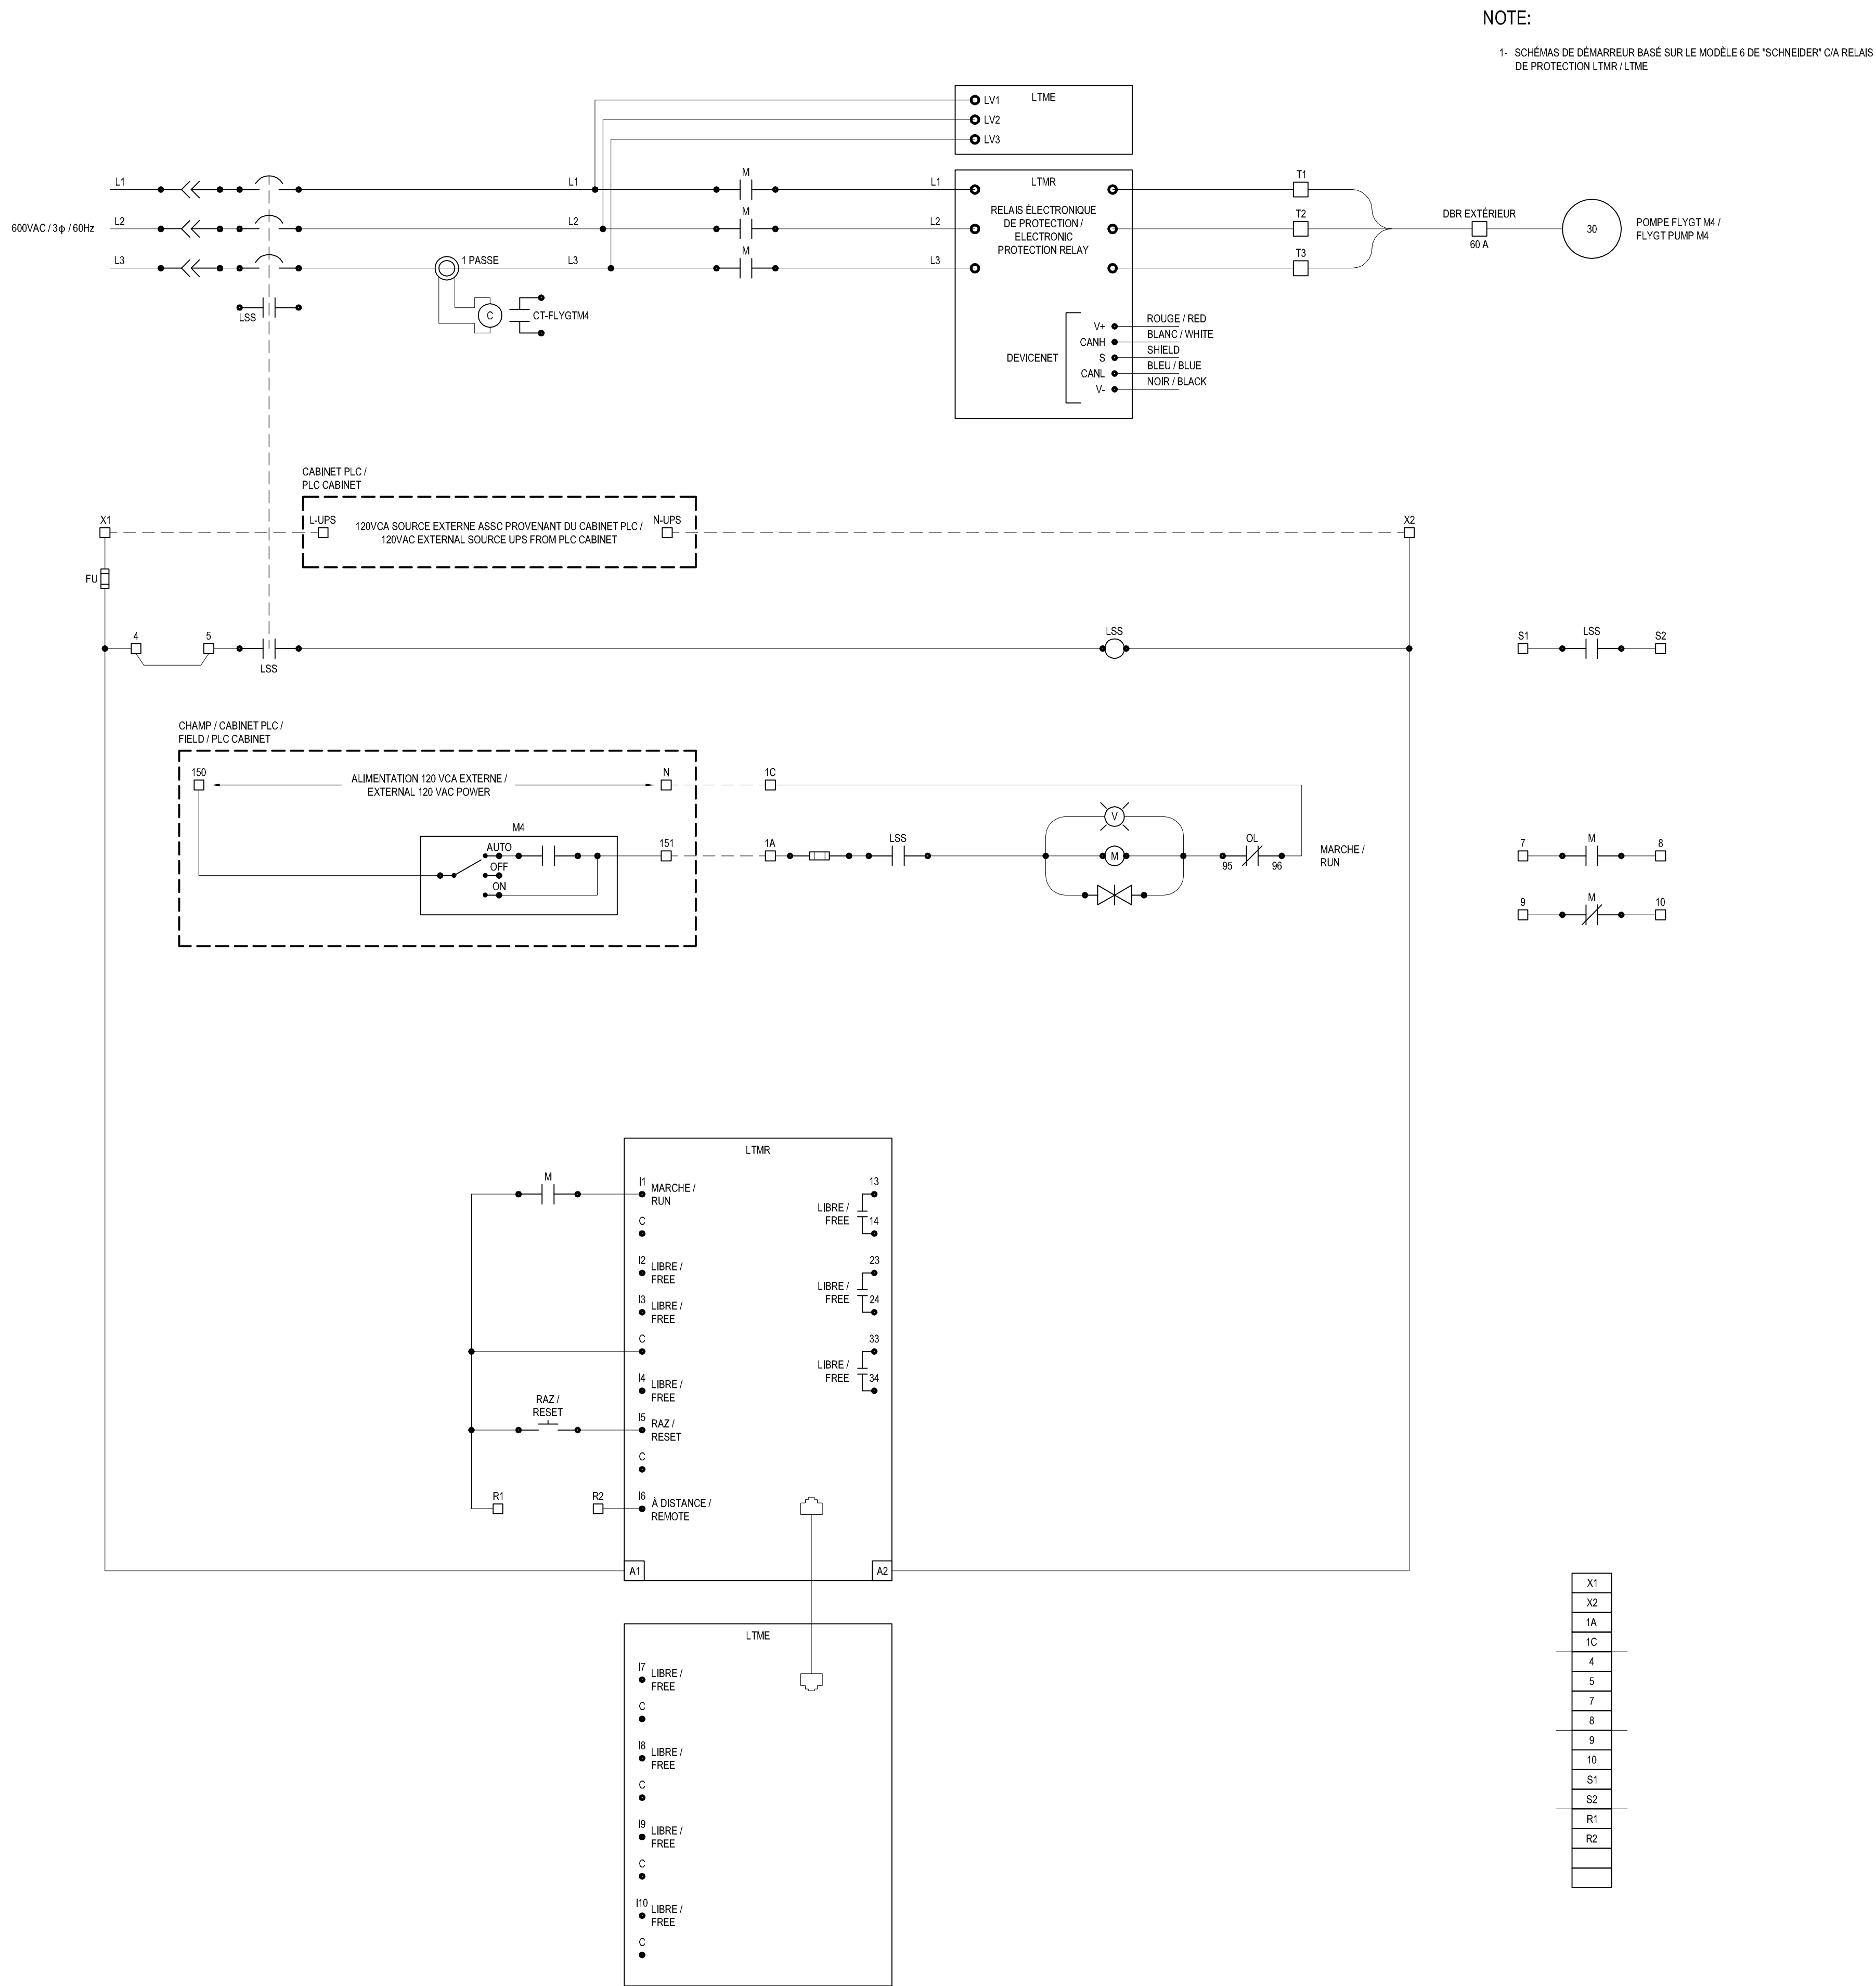 NOTE:
1- SCHÉMAS DE DÉMARREUR BASÉ SUR LE MODÈLE 6 DE "SCHNEIDER" C/A RELAIS
DE PROTECTION LTMR / LTME
LTME
LV1
LV2
LV3
L1
L1
M
L1
LTMR
T1
RELAIS ÉLECTRONIQUE
DE PROTECTION /
ELECTRONIC
PROTECTION RELAY
600VAC / 3ϕ / 60Hz
L2
L2
M
L2
T2
DBR EXTÉRIEUR
60 A
30
POMPE FLYGT M4 /
FLYGT PUMP M4
L3
1 PASSE
L3
M
L3
T3
LSS
C
CT-FLYGTM4
DEVICENET
V+
ROUGE / RED
CANH
BLANC / WHITE
S
SHIELD
CANL
BLEU / BLUE
V-
NOIR / BLACK
CABINET PLC /
PLC CABINET
X1
L-UPS
120VCA SOURCE EXTERNE ASSC PROVENANT DU CABINET PLC /
120VAC EXTERNAL SOURCE UPS FROM PLC CABINET
N-UPS
X2
FU
4
5
LSS
LSS
S1
LSS
S2
CHAMP / CABINET PLC /
FIELD / PLC CABINET
150
ALIMENTATION 120 VCA EXTERNE /
EXTERNAL 120 VAC POWER
N
1C
M4
AUTO
OFF
ON
151
1A
LSS
V
M
OL
95
96
MARCHE /
RUN
7
M
8
9
M
10
LTMR
M
I1
MARCHE /
RUN
C
I2
LIBRE /
FREE
I3
LIBRE /
FREE
C
I4
LIBRE /
FREE
RAZ /
RESET
I5
RAZ /
RESET
C
R1
R2
I6
À DISTANCE /
REMOTE
13
LIBRE /
FREE
14
23
LIBRE /
FREE
24
33
LIBRE /
FREE
34
A1
A2
LTME
I7
LIBRE /
FREE
C
I8
LIBRE /
FREE
C
I9
LIBRE /
FREE
C
I10
LIBRE /
FREE
C
X1
X2
1A
1C
4
5
7
8
9
10
S1
S2
R1
R2